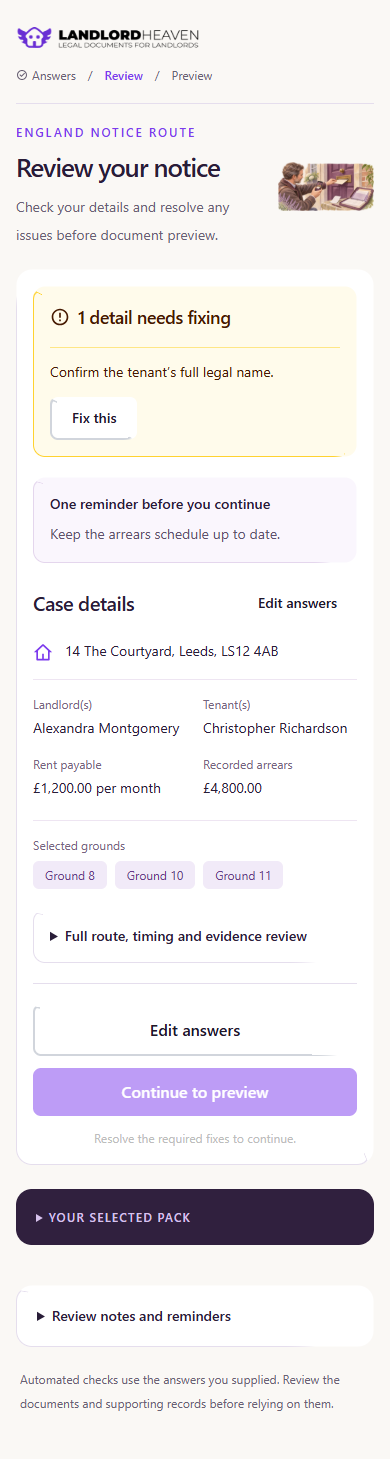 LANDLORDHEAVEN
LEGAL DOCUMENTS FOR LANDLORDS
Answers / Review / Preview
ENGLAND NOTICE ROUTE
Review your notice
Check your details and resolve any
issues before document preview.
1 detail needs fixing
Confirm the tenant's full legal name.
Fix this
One reminder before you continue
Keep the arrears schedule up to date.
Case details
Edit answers
14 The Courtyard, Leeds, LS12 4AB
Landlord(s) Tenant(s)
Alexandra Montgomery Christopher Richardson
Rent payable Recorded arrears
£1,200.00 per month £4,800.00
Selected grounds
Ground 8 Ground 10 Ground 11
Full route, timing and evidence review
Edit answers
Continue to preview
Resolve the required fixes to continue.
YOUR SELECTED PACK
Review notes and reminders
Automated checks use the answers you supplied. Review the
documents and supporting records before relying on them.